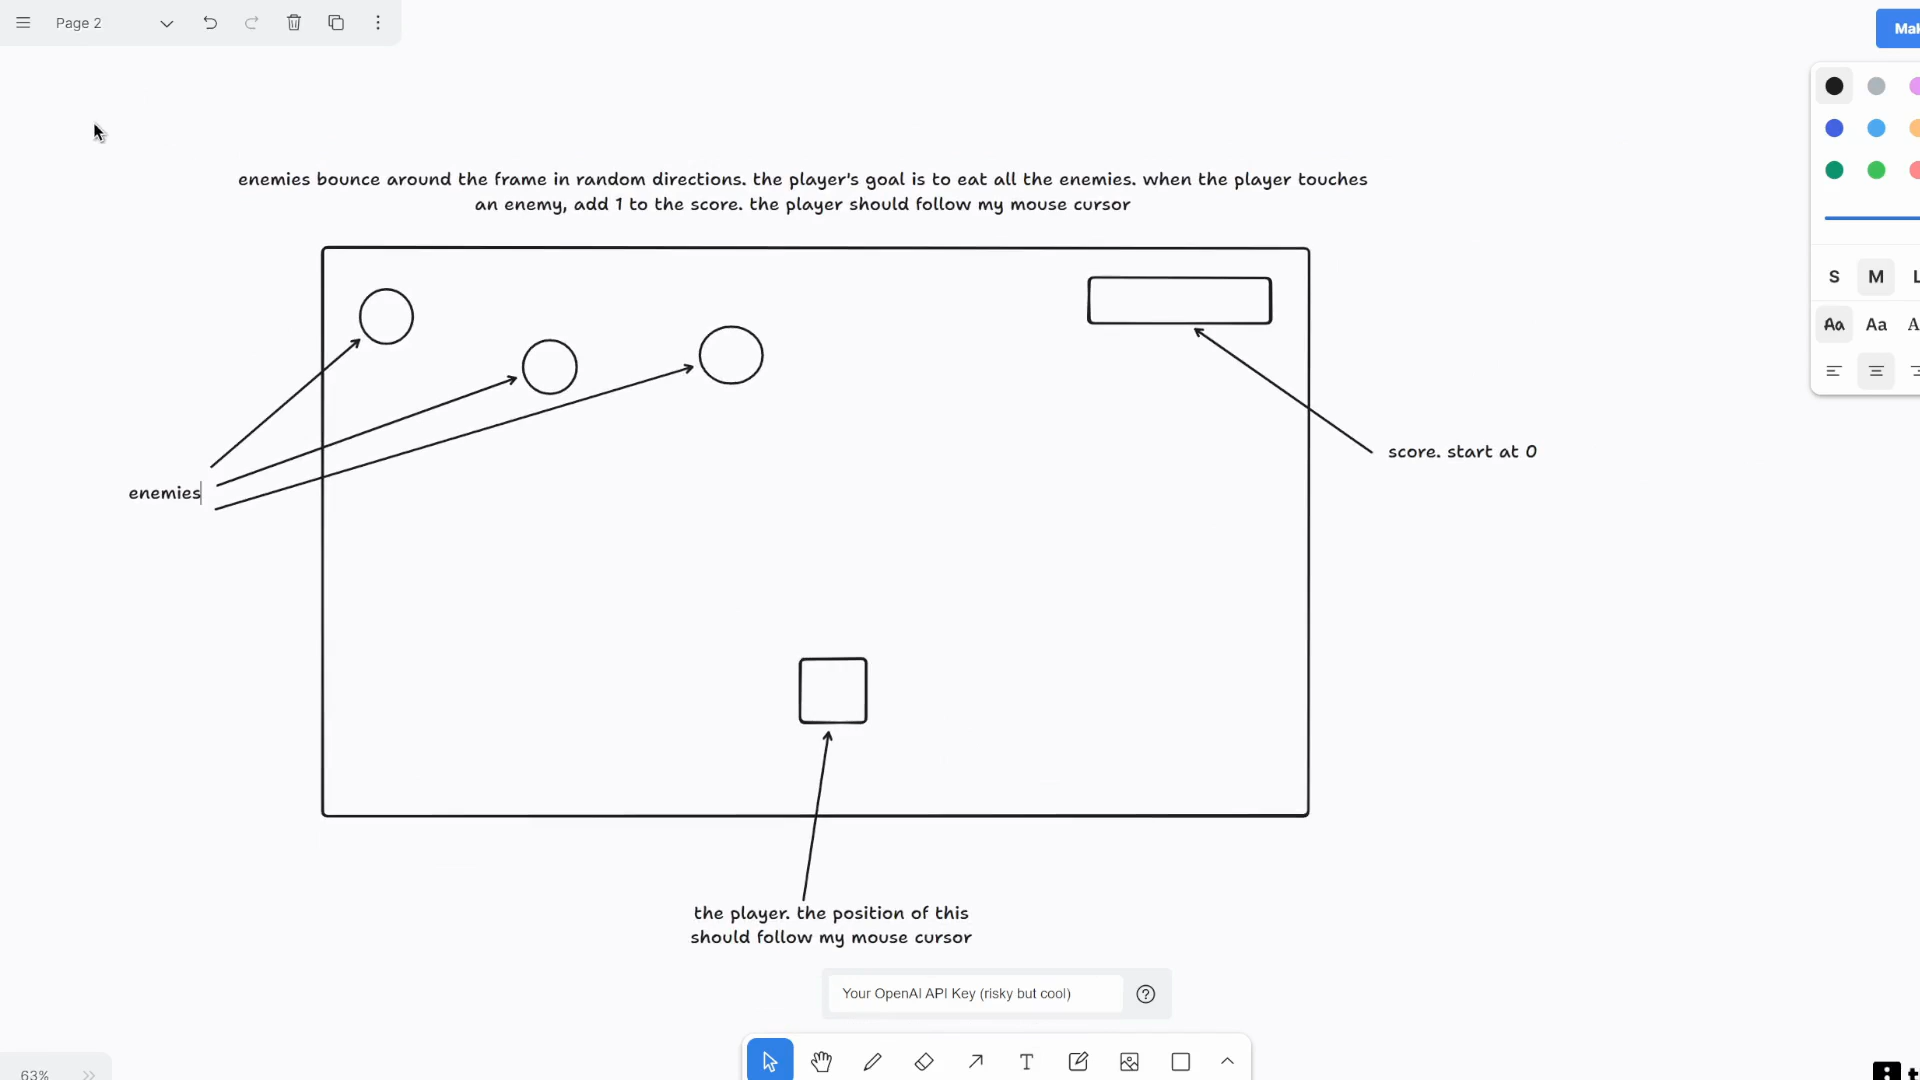 Page 2
Mak
enemies bounce around the frame in random directions. the player's goal is to eat all the enemies. when the player touches
an enemy, add 1 to the score. the player should follow my mouse cursor
S M L
Aa Aa A
score. start at 0
enemies
the player. the position of this
should follow my mouse cursor
Your OpenAI API Key (risky but cool)
63%
t